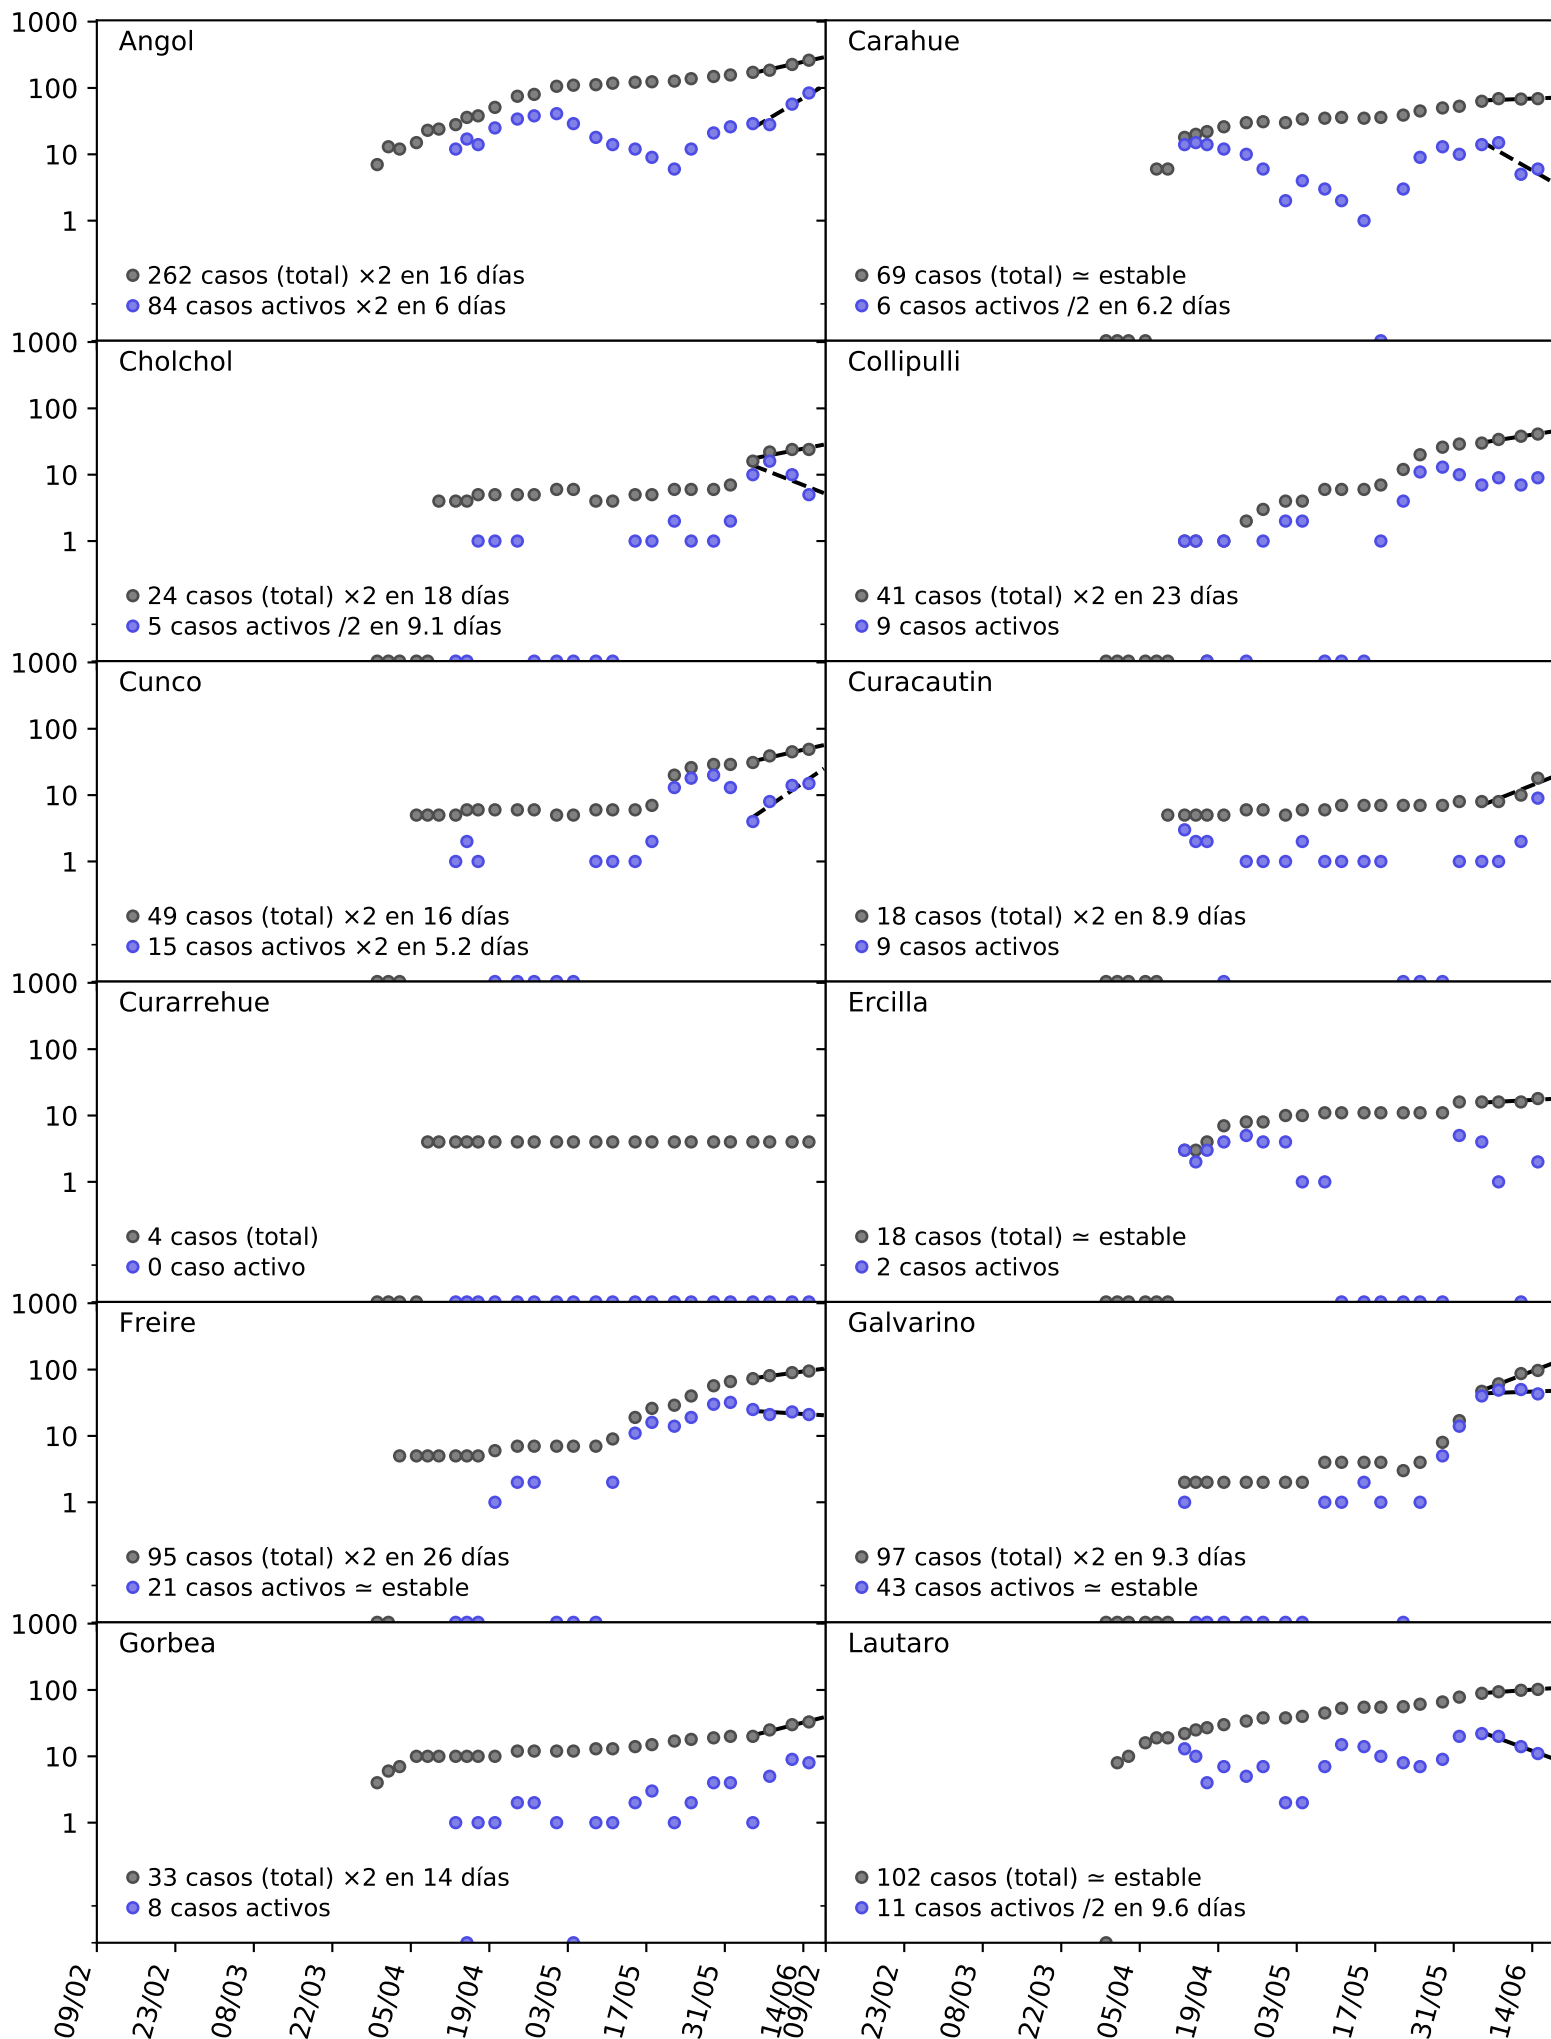 1000
Angol
Carahue
100
10
1
262 casos (total) ×2 en 16 días
69 casos (total) ≃ estable
84 casos activos ×2 en 6 días
6 casos activos /2 en 6.2 días
1000
Cholchol
Collipulli
100
10
1
24 casos (total) ×2 en 18 días
41 casos (total) ×2 en 23 días
5 casos activos /2 en 9.1 días
9 casos activos
1000
Cunco
Curacautin
100
10
1
49 casos (total) ×2 en 16 días
18 casos (total) ×2 en 8.9 días
15 casos activos ×2 en 5.2 días
9 casos activos
1000
Curarrehue
Ercilla
100
10
1
4 casos (total)
18 casos (total) ≃ estable
0 caso activo
2 casos activos
1000
Freire
Galvarino
100
10
1
95 casos (total) ×2 en 26 días
97 casos (total) ×2 en 9.3 días
21 casos activos ≃ estable
43 casos activos ≃ estable
1000
Gorbea
Lautaro
100
10
1
33 casos (total) ×2 en 14 días
102 casos (total) ≃ estable
8 casos activos
11 casos activos /2 en 9.6 días
09/02
23/02
08/03
22/03
05/04
19/04
03/05
17/05
31/05
14/06
09/02
23/02
08/03
22/03
05/04
19/04
03/05
17/05
31/05
14/06